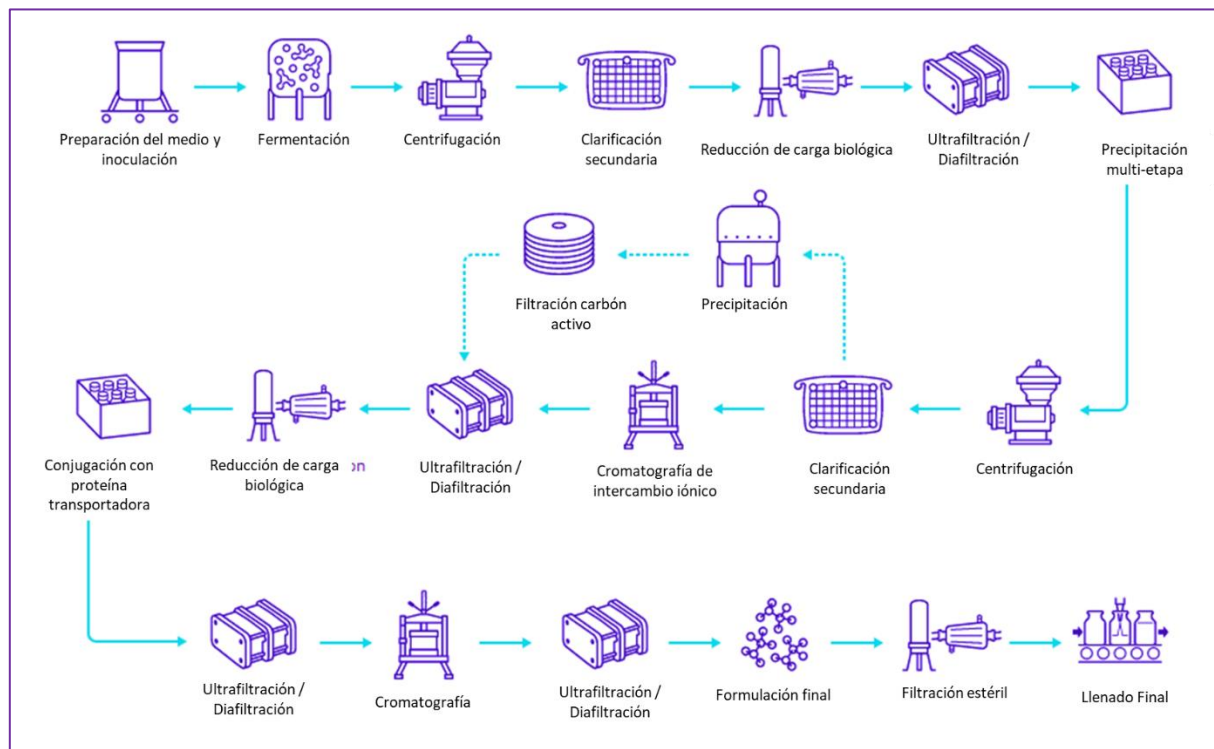 Preparación del medio y
inoculación
Fermentación
Centrifugación
Clarificación
secundaria
Reducción de carga biológica
Ultrafiltración /
Diafiltración
Precipitación
multi-etapa
Filtración carbón
activo
Precipitación
Conjugación con
proteína
transportadora
Reducción de carga on
biológica
Ultrafiltración /
Diafiltración
Cromatografía de
intercambio iónico
Clarificación
secundaria
Centrifugación
Ultrafiltración /
Diafiltración
Cromatografía
Ultrafiltración /
Diafiltración
Formulación final
Filtración estéril
Llenado Final